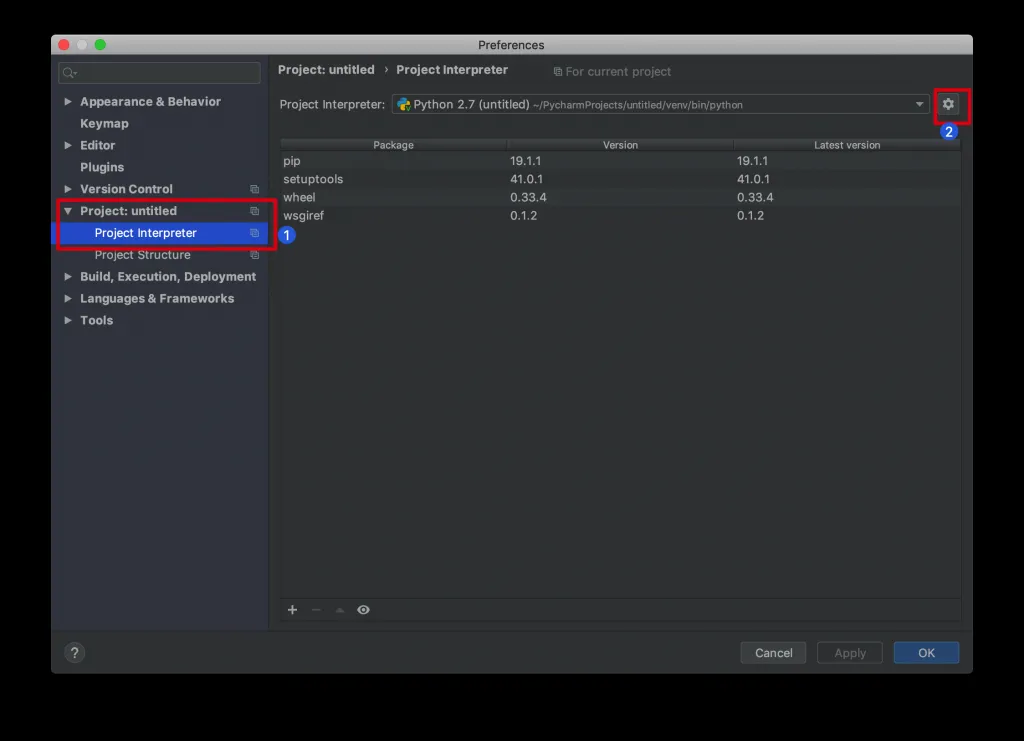 Preferences
Project: untitled › Project Interpreter For current project
Appearance & Behavior
Keymap
Editor
Plugins
Version Control
Project: untitled
Project Interpreter
1
Project Structure
Build, Execution, Deployment
Languages & Frameworks
Tools
Project Interpreter: Python 2.7 (untitled) ~/PycharmProjects/untitled/venv/bin/python
2
Package Version Latest version
pip 19.1.1 19.1.1
setuptools 41.0.1 41.0.1
wheel 0.33.4 0.33.4
wsgiref 0.1.2 0.1.2
? Cancel Apply OK